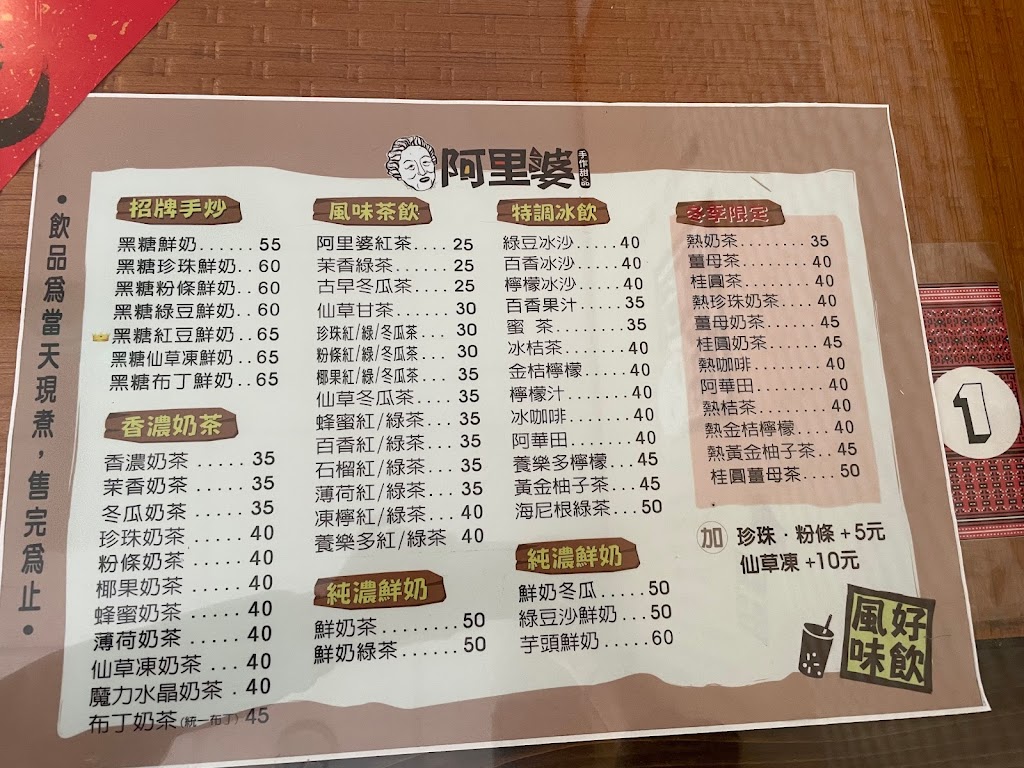 阿里婆 手作甜品
•飲品為當天現煮，售完為止•
招牌手炒
黑糖鮮奶......55
黑糖珍珠鮮奶..60
黑糖粉條鮮奶..60
黑糖綠豆鮮奶..60
黑糖紅豆鮮奶..65
黑糖仙草凍鮮奶..65
黑糖布丁鮮奶..65
香濃奶茶
香濃奶茶.....35
茉香奶茶.....35
冬瓜奶茶.....35
珍珠奶茶.....40
粉條奶茶.....40
椰果奶茶.....40
蜂蜜奶茶.....40
薄荷奶茶.....40
仙草凍奶茶..40
魔力水晶奶茶.40
布丁奶茶(統一布丁)45
風味茶飲
阿里婆紅茶...25
茉香綠茶.....25
古早冬瓜茶...25
仙草甘茶.....30
珍珠紅/綠/冬瓜茶...30
粉條紅/綠/冬瓜茶...30
椰果紅/綠/冬瓜茶...35
仙草冬瓜茶...35
蜂蜜紅/綠茶...35
百香紅/綠茶...35
石榴紅/綠茶...35
薄荷紅/綠茶...35
凍檸紅/綠茶...40
養樂多紅/綠茶 40
純濃鮮奶
鮮奶茶........50
鮮奶綠茶......50
特調冰飲
綠豆冰沙.....40
百香冰沙.....40
檸檬冰沙.....40
百香果汁.....35
蜜 茶........35
冰桔茶.......40
金桔檸檬.....40
檸檬汁.......40
冰咖啡.......40
阿華田.......40
養樂多檸檬...45
黃金柚子茶...45
海尼根綠茶...50
純濃鮮奶
鮮奶冬瓜.....50
綠豆沙鮮奶...50
芋頭鮮奶.....60
冬季限定
熱奶茶........35
薑母茶........40
桂圓茶........40
熱珍珠奶茶....40
薑母奶茶......45
桂圓奶茶......45
熱咖啡........40
阿華田........40
熱桔茶........40
熱金桔檸檬....40
熱黃金柚子茶..45
桂圓薑母茶...50
加 珍珠．粉條+5元
仙草凍+10元
好飲
風味
1